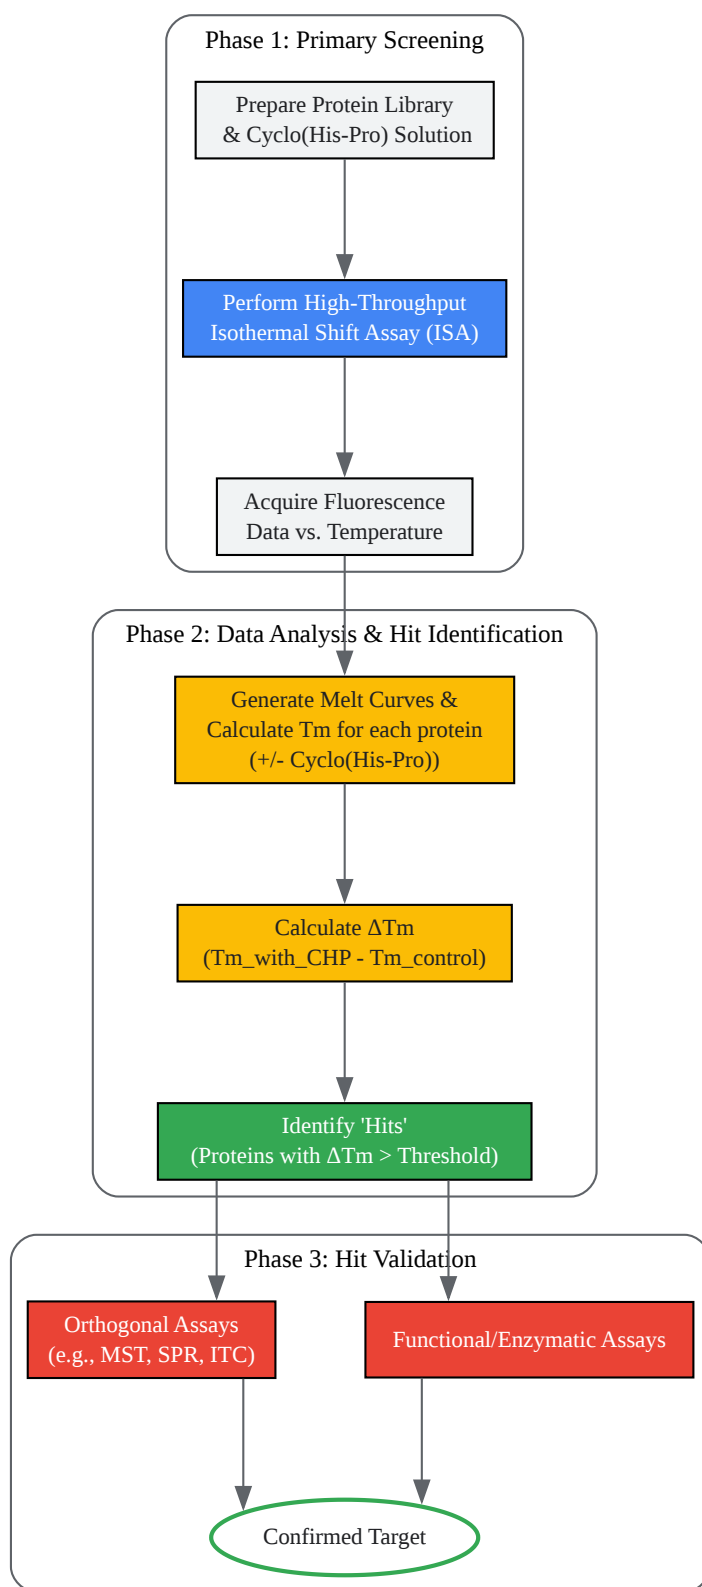 Phase 1: Primary Screening
Prepare Protein Library
& Cyclo(His-Pro) Solution
Perform High-Throughput
Isothermal Shift Assay (ISA)
Acquire Fluorescence
Data vs. Temperature
Phase 2: Data Analysis & Hit Identification
Generate Melt Curves &
Calculate Tm for each protein
(+/- Cyclo(His-Pro))
Calculate ΔTm
(Tm_with_CHP - Tm_control)
Identify 'Hits'
(Proteins with ΔTm > Threshold)
Phase 3: Hit Validation
Orthogonal Assays
(e.g., MST, SPR, ITC)
Functional/Enzymatic Assays
Confirmed Target